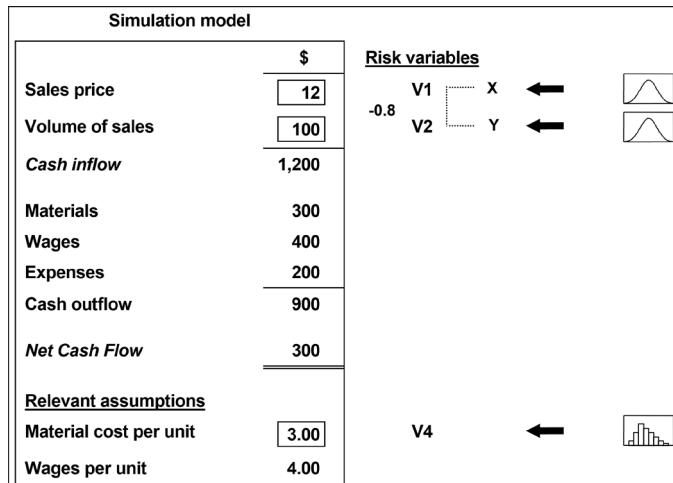 Simulation model
$ Risk variables
Sales price 12 V1 X
-0.8
Volume of sales 100 V2 Y
Cash inflow 1,200
Materials 300
Wages 400
Expenses 200
Cash outflow 900
Net Cash Flow 300
Relevant assumptions
Material cost per unit 3.00 V4
Wages per unit 4.00